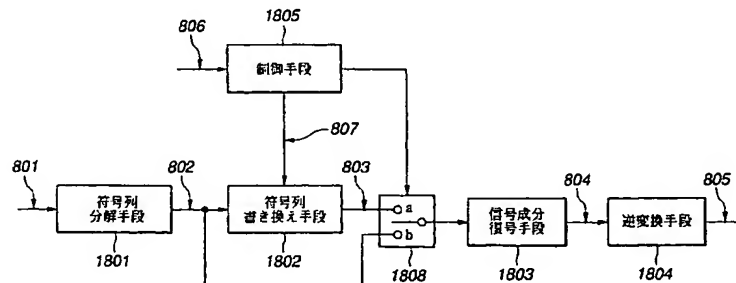 1805
806
制御手段
807
801
802
803
804
805
符号列
分解手段
符号列
書き換え手段
a
b
信号成分
復号手段
逆変換手段
1801
1802
1808
1803
1804